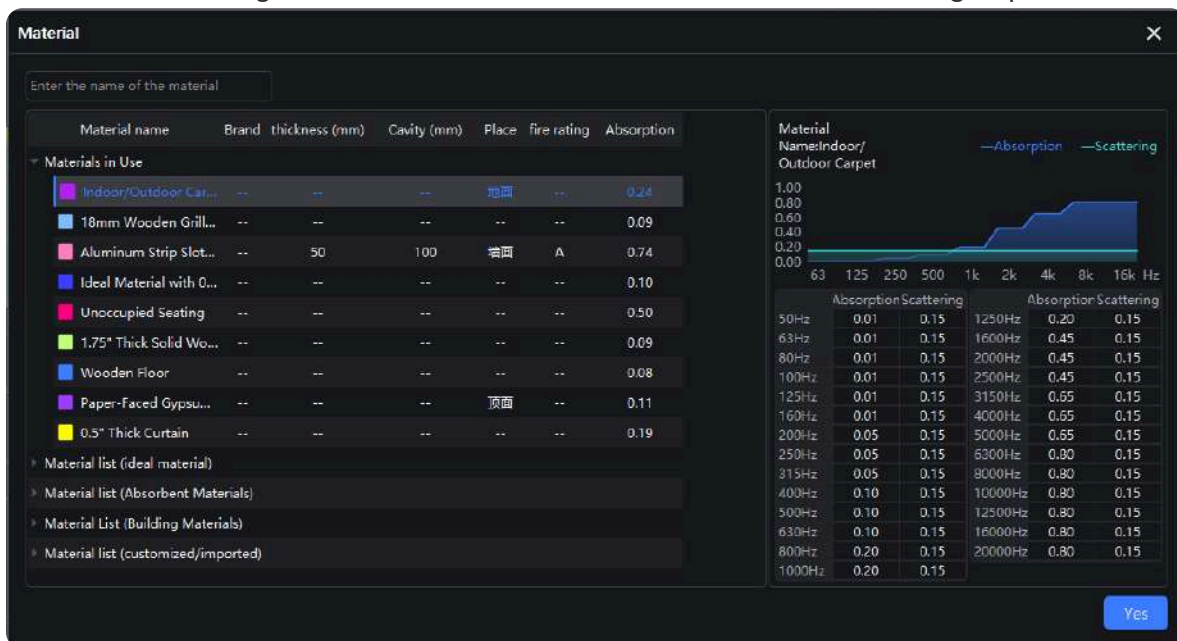 Material
Enter the name of the material
Material name Brand thickness (mm) Cavity (mm) Place fire rating Absorption
Materials in Use
Indoor/Outdoor Car... -- -- -- 地面 -- 0.24
18mm Wooden Grill... -- -- -- -- -- 0.09
Aluminum Strip Slot... -- 50 100 墙面 A 0.74
Ideal Material with 0... -- -- -- -- -- 0.10
Unoccupied Seating -- -- -- -- -- 0.50
1.75" Thick Solid Wo... -- -- -- -- -- 0.09
Wooden Floor -- -- -- -- -- 0.08
Paper-Faced Gypsu... -- -- -- 顶面 -- 0.11
0.5" Thick Curtain -- -- -- -- -- 0.19
Material list (ideal material)
Material list (Absorbent Materials)
Material List (Building Materials)
Material list (customized/imported)
Material
Name:Indoor/
Outdoor Carpet
—Absorption —Scattering
1.00
0.80
0.60
0.40
0.20
0.00
63 125 250 500 1k 2k 4k 8k 16k Hz
Absorption Scattering Absorption Scattering
50Hz 0.01 0.15 1250Hz 0.20 0.15
63Hz 0.01 0.15 1600Hz 0.45 0.15
80Hz 0.01 0.15 2000Hz 0.45 0.15
100Hz 0.01 0.15 2500Hz 0.45 0.15
125Hz 0.01 0.15 3150Hz 0.65 0.15
160Hz 0.01 0.15 4000Hz 0.65 0.15
200Hz 0.05 0.15 5000Hz 0.65 0.15
250Hz 0.05 0.15 6300Hz 0.80 0.15
315Hz 0.05 0.15 8000Hz 0.80 0.15
400Hz 0.10 0.15 10000Hz 0.80 0.15
500Hz 0.10 0.15 12500Hz 0.80 0.15
630Hz 0.10 0.15 16000Hz 0.80 0.15
800Hz 0.20 0.15 20000Hz 0.80 0.15
1000Hz 0.20 0.15
Yes